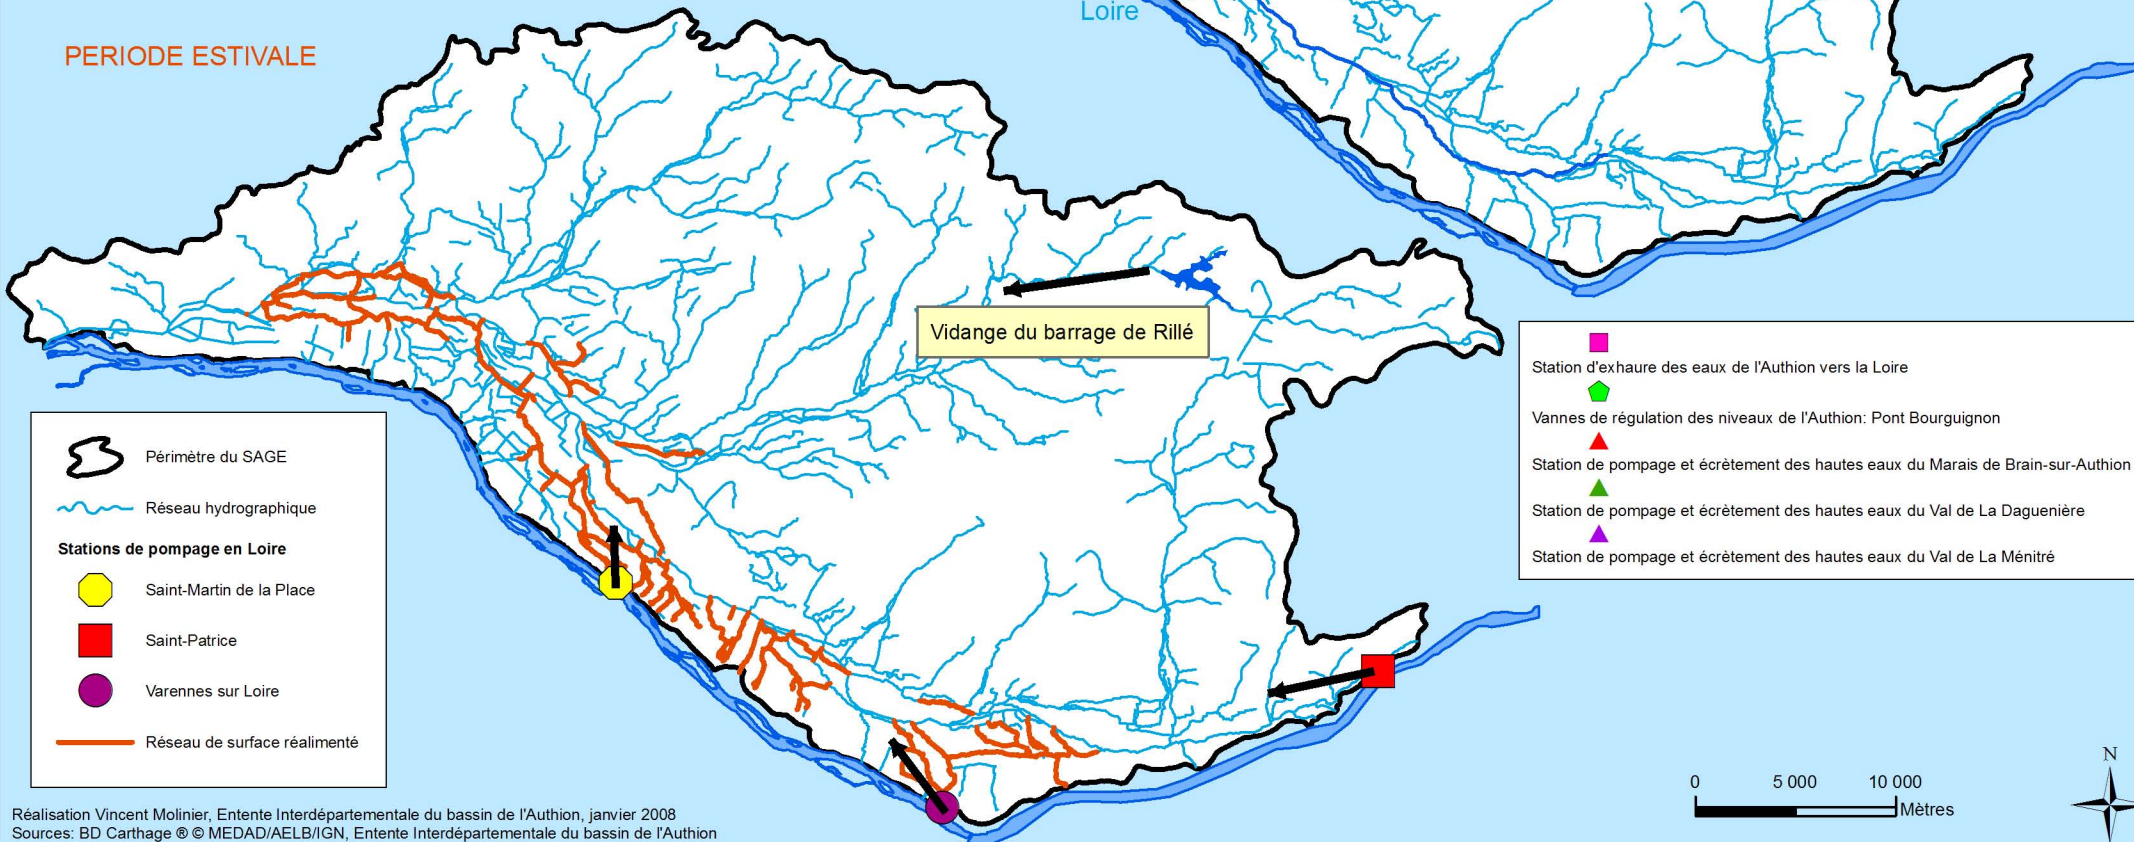 Loire
PERIODE ESTIVALE
Vidange du barrage de Rillé
Périmètre du SAGE
Réseau hydrographique
Stations de pompage en Loire
Saint-Martin de la Place
Saint-Patrice
Varennes sur Loire
Réseau de surface réalimenté
Station d'exhaure des eaux de l'Authion vers la Loire
Vannes de régulation des niveaux de l'Authion: Pont Bourguignon
Station de pompage et écrètement des hautes eaux du Marais de Brain-sur-Authion
Station de pompage et écrètement des hautes eaux du Val de La Daguenière
Station de pompage et écrètement des hautes eaux du Val de La Ménitré
N
0 5 000 10 000
Mètres
Réalisation Vincent Molinier, Entente Interdépartementale du bassin de l'Authion, janvier 2008
Sources: BD Carthage ® © MEDAD/AELB/IGN, Entente Interdépartementale du bassin de l'Authion